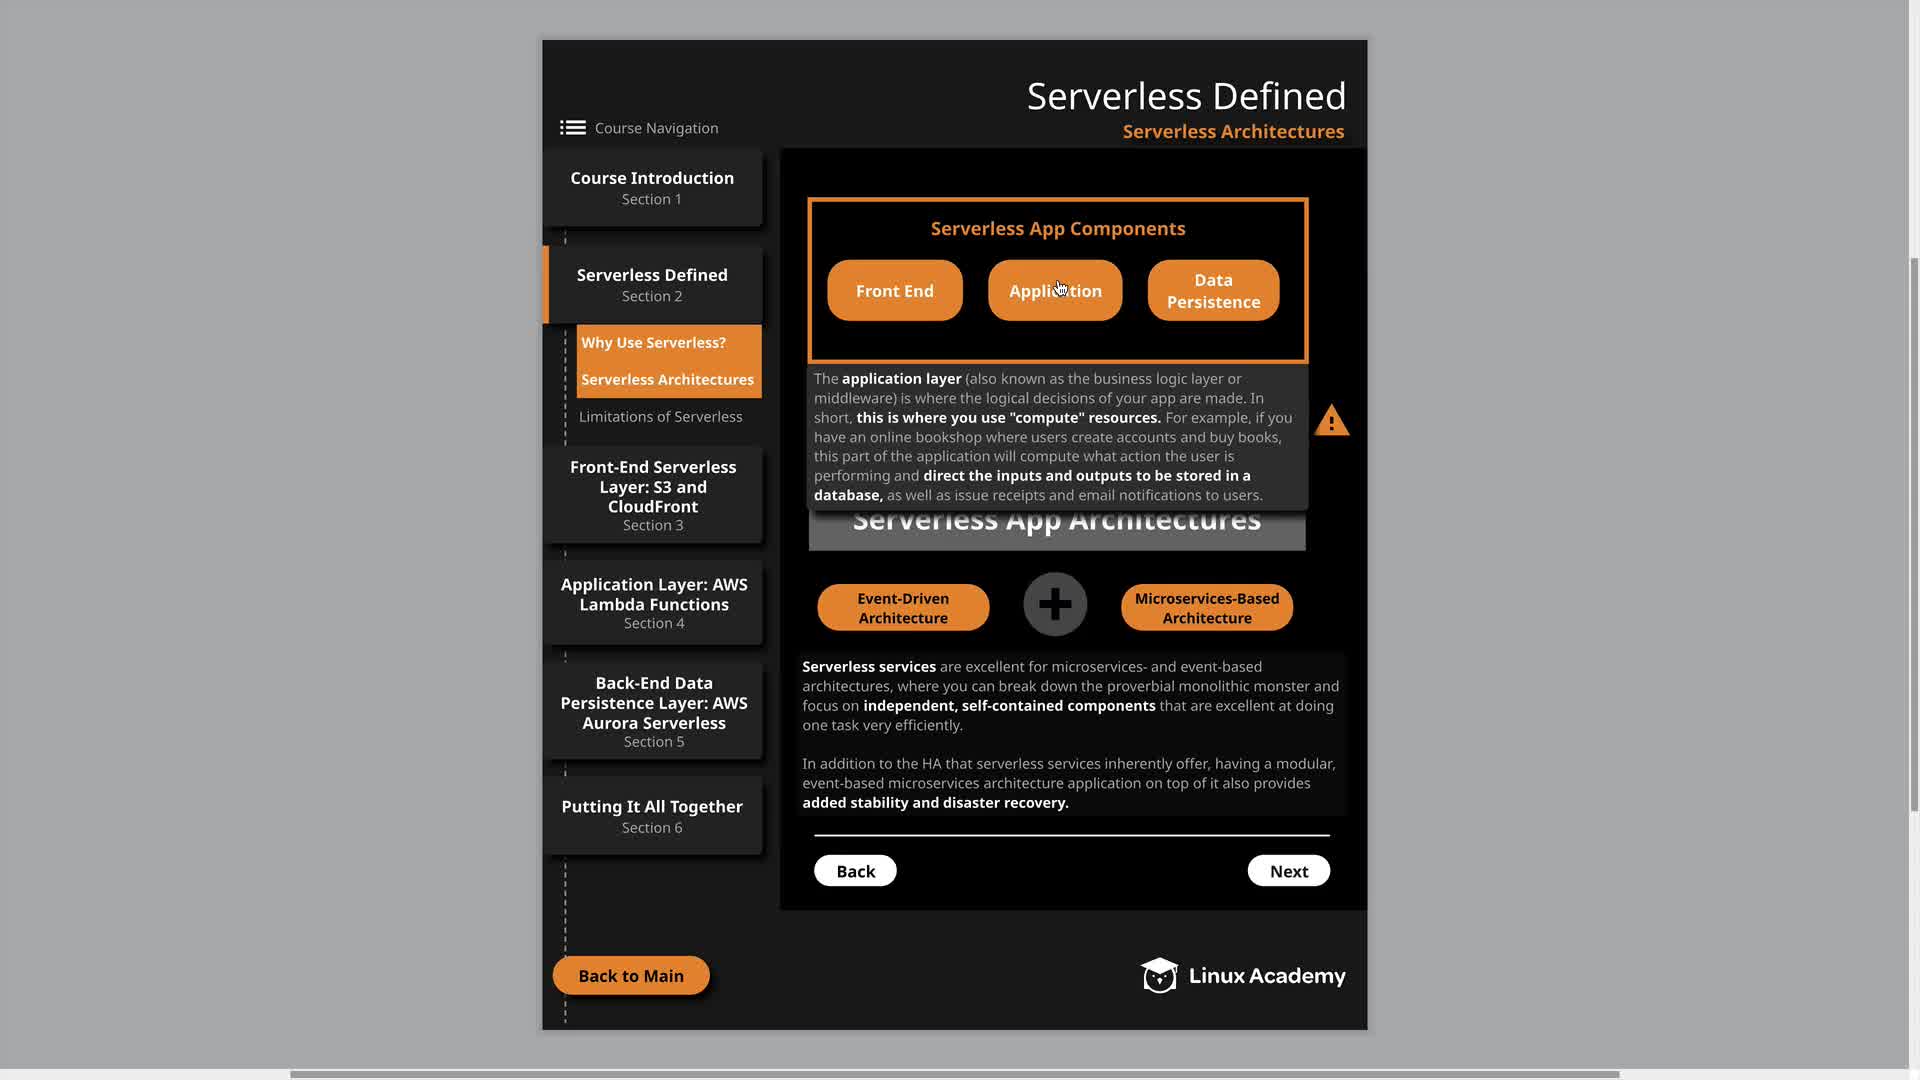 Serverless Defined
Serverless Architectures
Course Navigation
Course Introduction
Section 1
Serverless Defined
Section 2
Why Use Serverless?
Serverless Architectures
Limitations of Serverless
Front-End Serverless
Layer: S3 and
CloudFront
Section 3
Application Layer: AWS
Lambda Functions
Section 4
Back-End Data
Persistence Layer: AWS
Aurora Serverless
Section 5
Putting It All Together
Section 6
Back to Main
Serverless App Components
Front End
Application
Data
Persistence
The application layer (also known as the business logic layer or
middleware) is where the logical decisions of your app are made. In
short, this is where you use "compute" resources. For example, if you
have an online bookshop where users create accounts and buy books,
this part of the application will compute what action the user is
performing and direct the inputs and outputs to be stored in a
database, as well as issue receipts and email notifications to users.
Serverless App Architectures
Event-Driven
Architecture
Microservices-Based
Architecture
Serverless services are excellent for microservices- and event-based
architectures, where you can break down the proverbial monolithic monster and
focus on independent, self-contained components that are excellent at doing
one task very efficiently.
In addition to the HA that serverless services inherently offer, having a modular,
event-based microservices architecture application on top of it also provides
added stability and disaster recovery.
Back
Next
Linux Academy